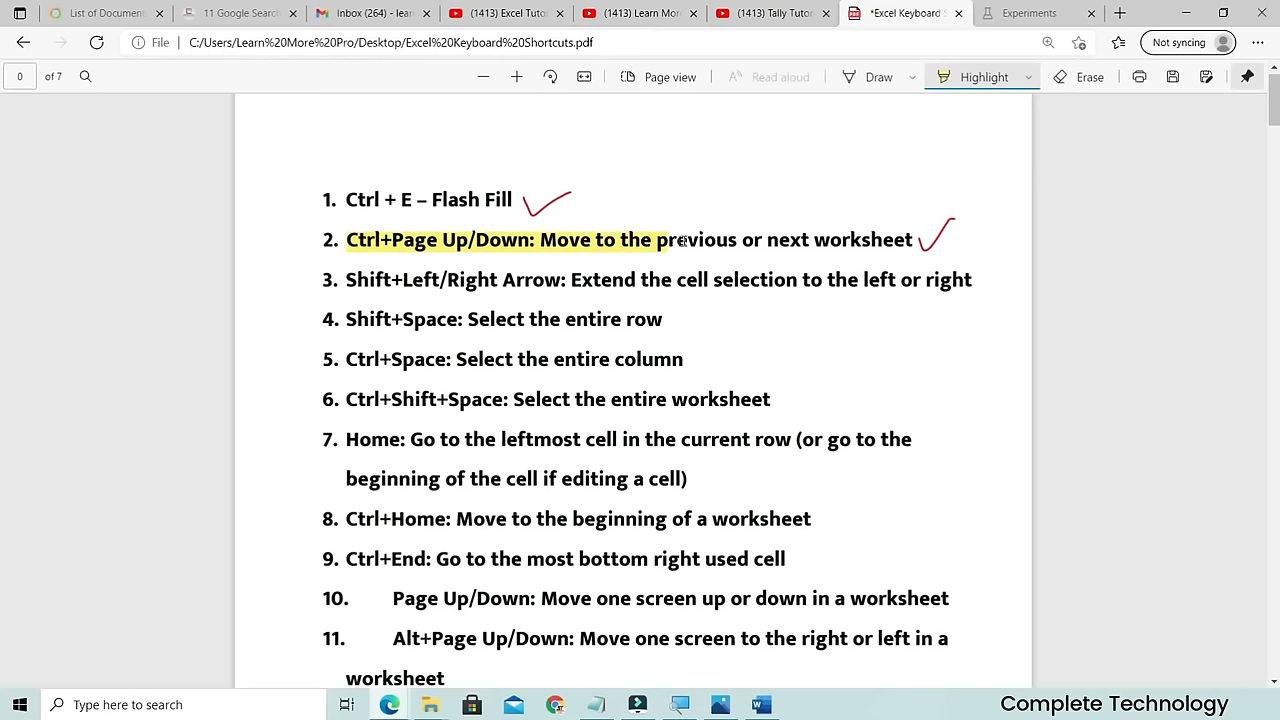 List of Document
11 Google Search
Inbox (264) - lear
(1413) Excel Tutor
(1413) Learn Mor
(1413) Tally Tutor
*Excel Keyboard S
Experiments
File
C:/Users/Learn%20More%20Pro/Desktop/Excel%20Keyboard%20Shortcuts.pdf
Not syncing
0 of 7
Page view
Read aloud
Draw
Highlight
Erase
1. Ctrl + E – Flash Fill
2. Ctrl+Page Up/Down: Move to the previous or next worksheet
3. Shift+Left/Right Arrow: Extend the cell selection to the left or right
4. Shift+Space: Select the entire row
5. Ctrl+Space: Select the entire column
6. Ctrl+Shift+Space: Select the entire worksheet
7. Home: Go to the leftmost cell in the current row (or go to the
beginning of the cell if editing a cell)
8. Ctrl+Home: Move to the beginning of a worksheet
9. Ctrl+End: Go to the most bottom right used cell
10. Page Up/Down: Move one screen up or down in a worksheet
11. Alt+Page Up/Down: Move one screen to the right or left in a
worksheet
Type here to search
Complete Technology